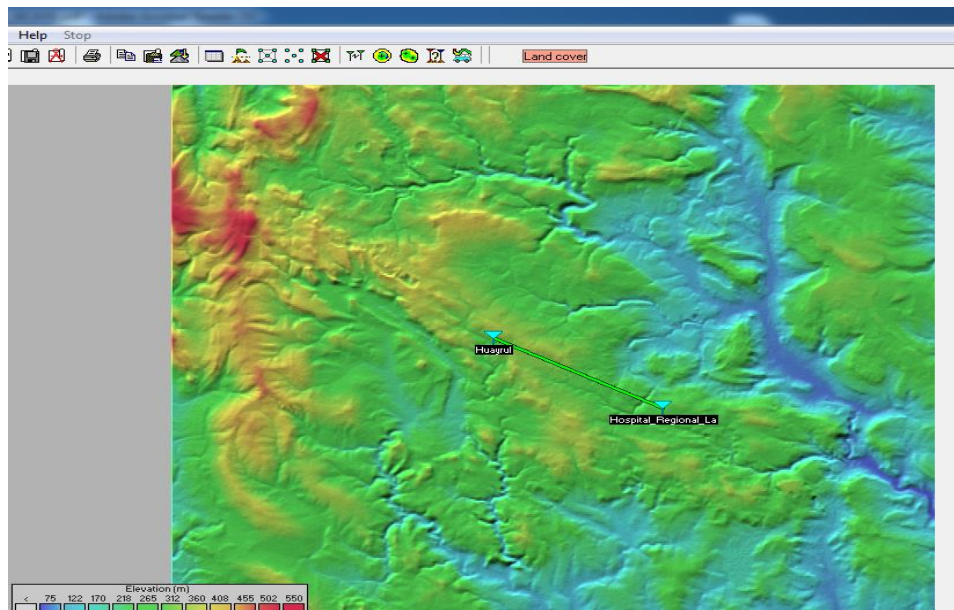 Help Stop
Land cover
Huayrul
Hospital_Regional_La
Elevation (m)
< 75 122 170 218 265 312 360 408 455 502 550